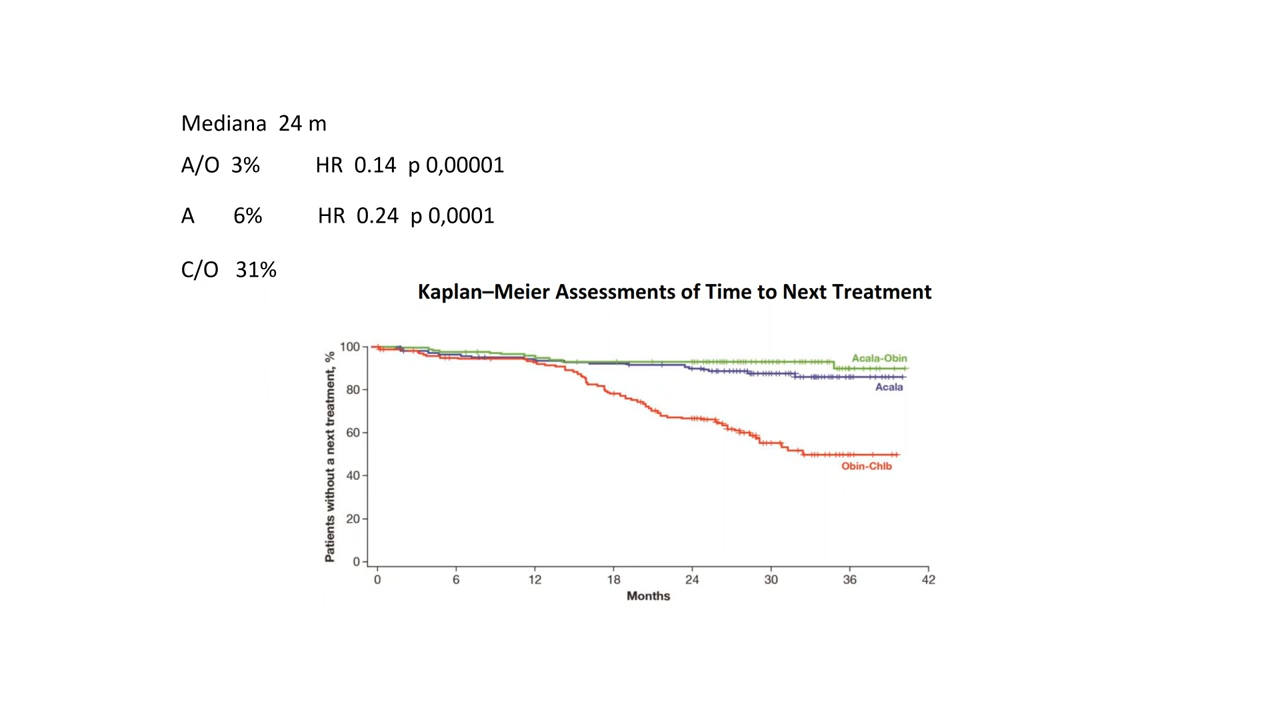 Mediana 24 m
A/O 3% HR 0.14 p 0,00001
A 6% HR 0.24 p 0,0001
C/O 31%
Kaplan–Meier Assessments of Time to Next Treatment
Patients without a next treatment, %
100
80
60
40
20
0
Acala-Obin
Acala
Obin-Chlb
0 6 12 18 24 30 36 42
Months